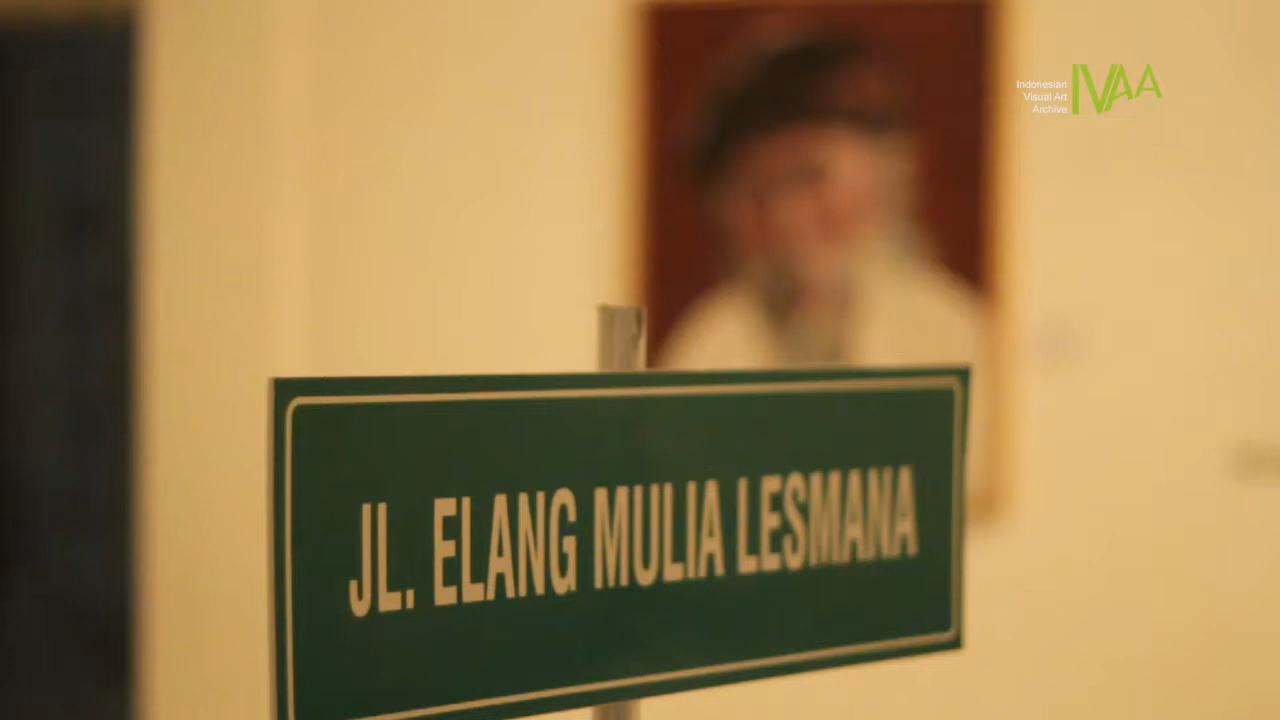 Indonesian
Visual Art
Archive
IVAA
JL. ELANG MULIA LESMANA